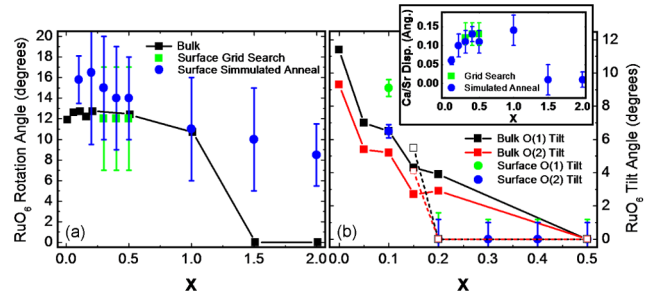 RuO6 Rotation Angle (degrees)
20
18
16
14
12
10
8
6
4
2
0
Bulk
Surface Grid Search
Surface Simmulated Anneal
(a)
0.0 0.5 1.0 1.5 2.0
X
Ca/Sr Disp. (Ang.)
0.20
0.15
0.10
0.05
0.00
Grid Search
Simulated Anneal
0.0 0.5 1.0 1.5 2.0
X
Bulk O(1) Tilt
Bulk O(2) Tilt
Surface O(1) Tilt
Surface O(2) Tilt
(b)
0.0 0.1 0.2 0.3 0.4 0.5
X
12
10
8
6
4
2
0
RuO6 Tilt Angle (degrees)